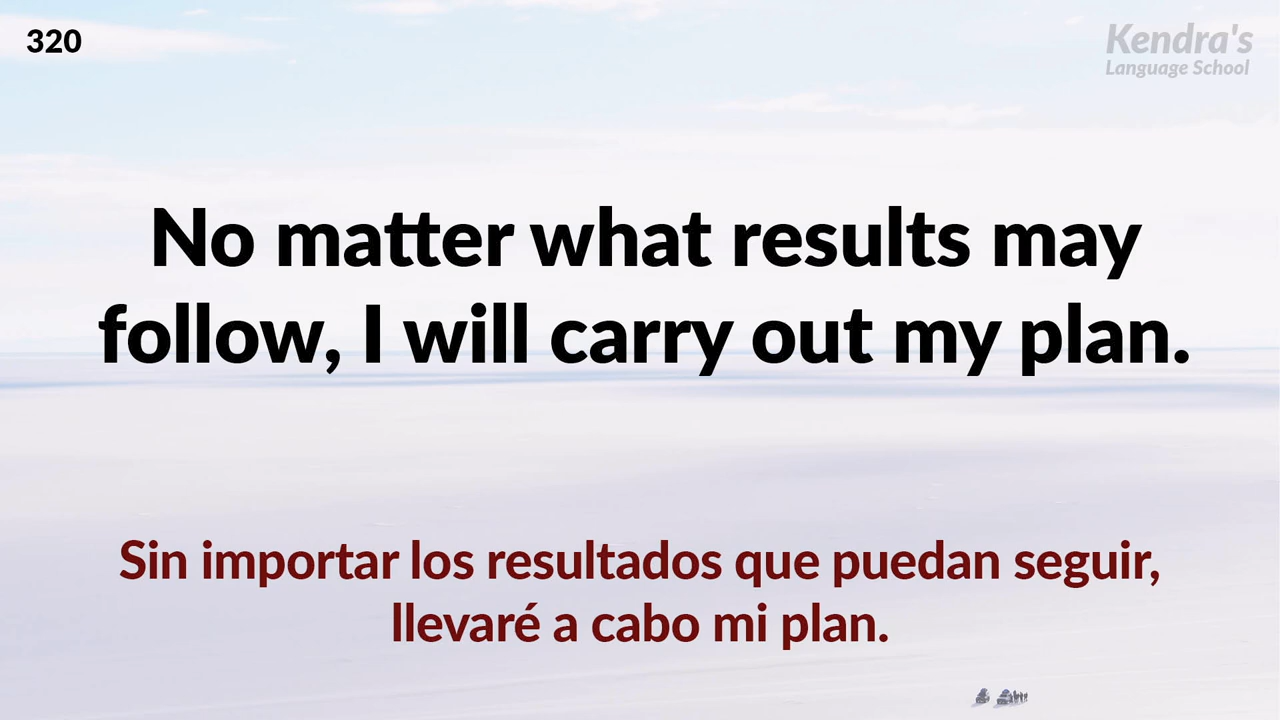 320
Kendra's
Language School
No matter what results may
follow, I will carry out my plan.
Sin importar los resultados que puedan seguir,
llevaré a cabo mi plan.